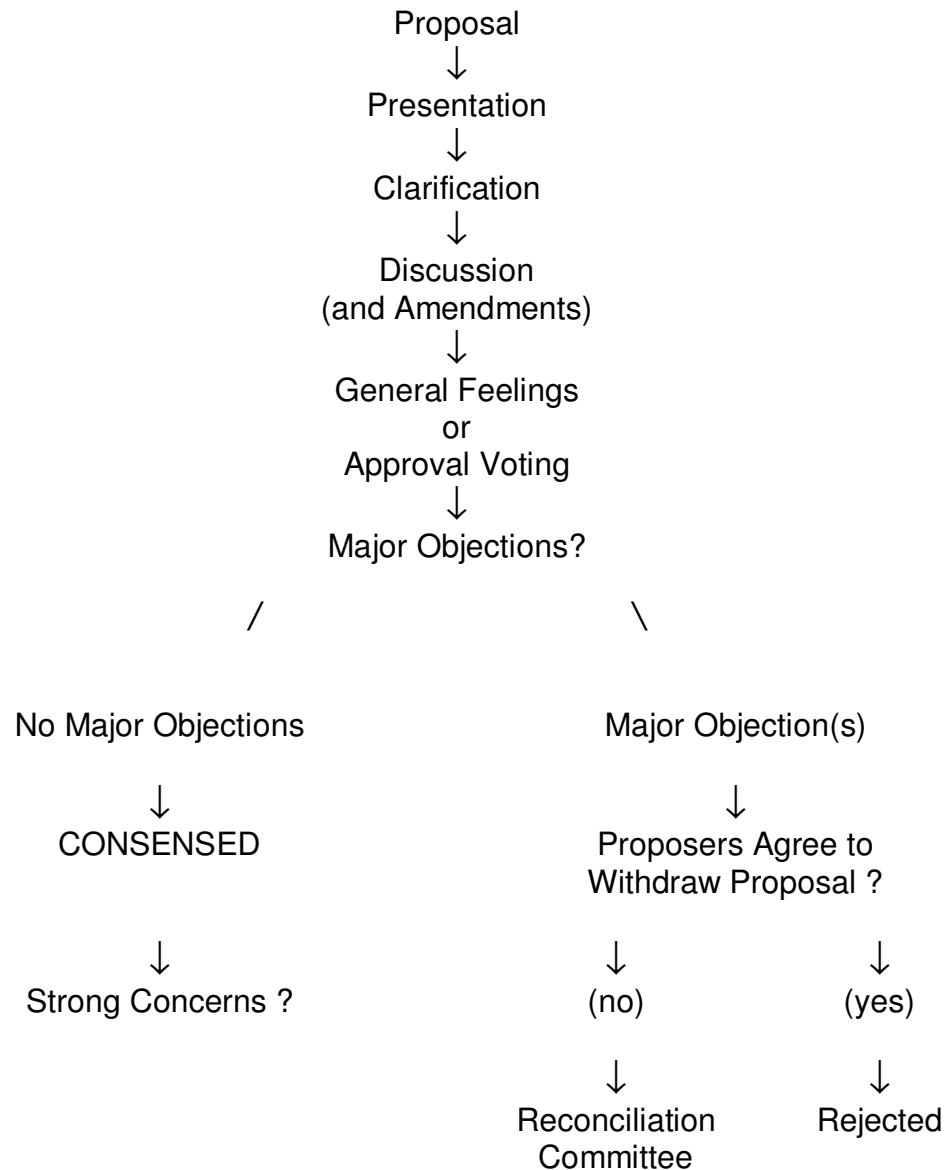 Proposal
↓
Presentation
↓
Clarification
↓
Discussion
(and Amendments)
↓
General Feelings
or
Approval Voting
↓
Major Objections?
/ \
No Major Objections Major Objection(s)
↓ ↓
CONSENSED Proposers Agree to
Withdraw Proposal ?
↓ ↓ ↓
Strong Concerns ? (no) (yes)
↓ ↓
Reconciliation Rejected
Committee